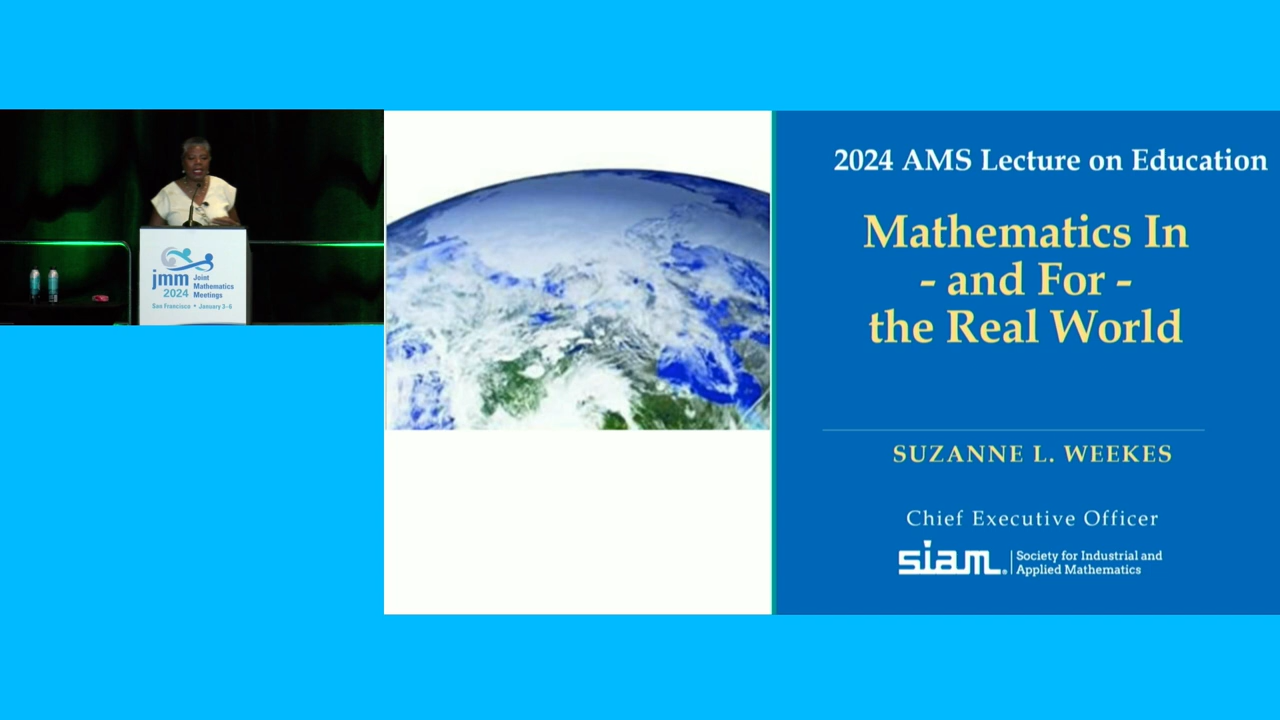 jmm
2024
Joint
Mathematics
Meetings
San Francisco • January 3-6
2024 AMS Lecture on Education
Mathematics In
- and For -
the Real World
SUZANNE L. WEEKES
Chief Executive Officer
siam.
Society for Industrial and
Applied Mathematics